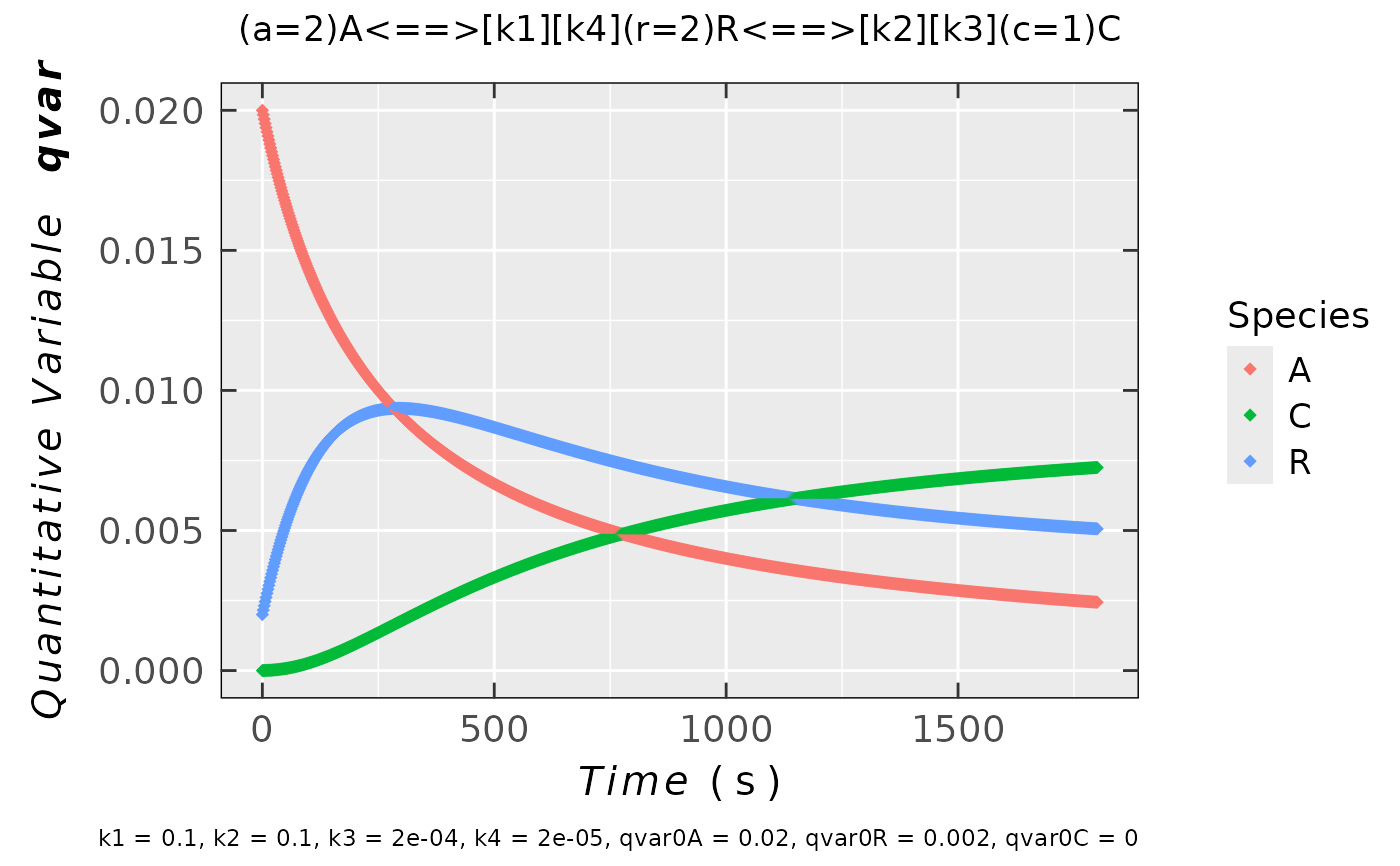 (a=2)A<==>[k1][k4](r=2)R<==>[k2][k3](c=1)C
Quantitative Variable qvar
0.020
0.015
0.010
0.005
0.000
0 500 1000 1500
Time (s)
Species
A
C
R
k1 = 0.1, k2 = 0.1, k3 = 2e-04, k4 = 2e-05, qvar0A = 0.02, qvar0R = 0.002, qvar0C = 0